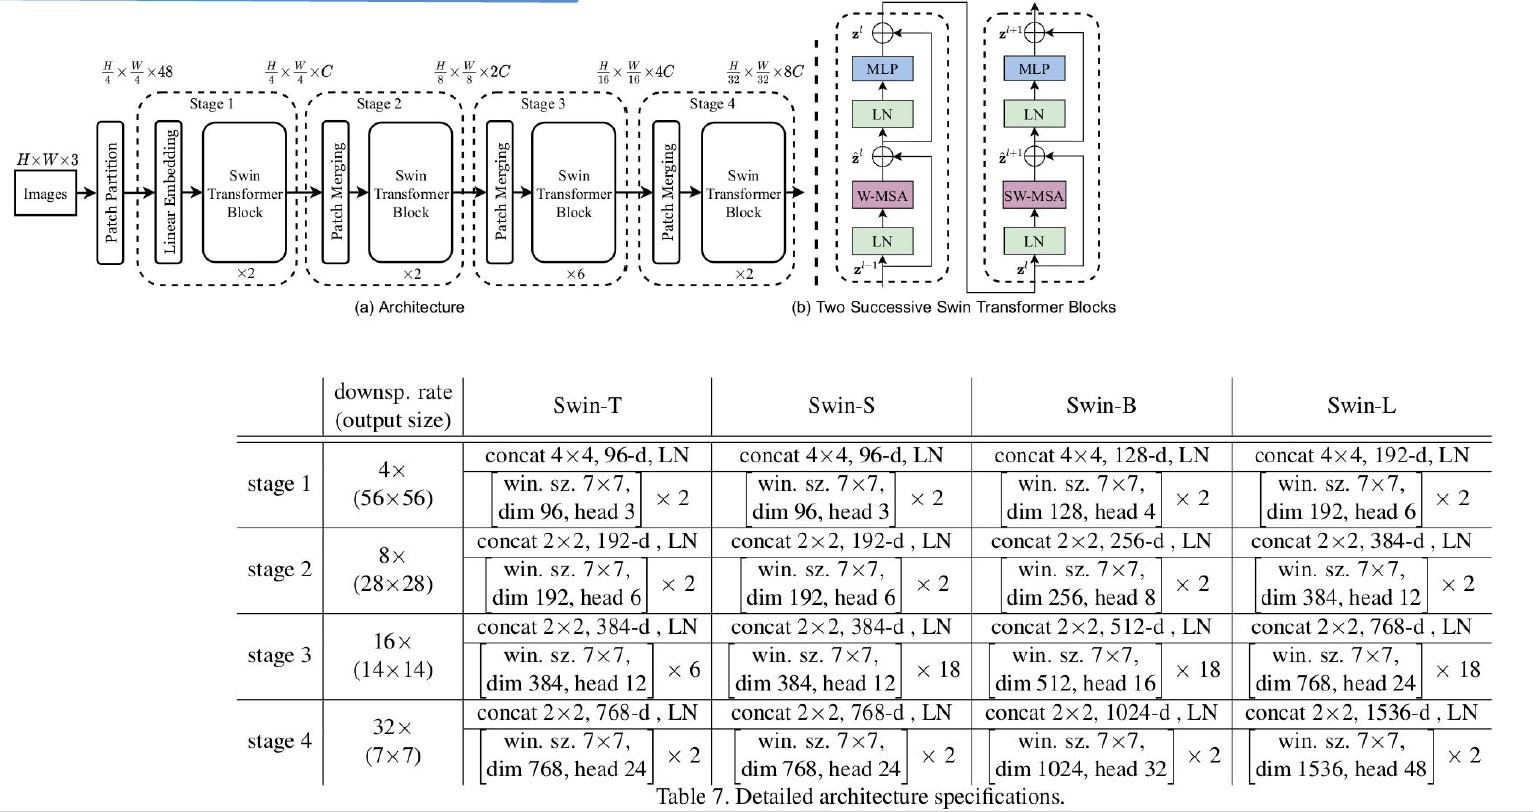 H/4 × W/4 × 48
H/4 × W/4 × C
H/8 × W/8 × 2C
H/16 × W/16 × 4C
H/32 × W/32 × 8C
Stage 1
Stage 2
Stage 3
Stage 4
H×W×3
Images
Patch Partition
Linear Embedding
Swin
Transformer
Block
×2
Patch Merging
Swin
Transformer
Block
×2
Patch Merging
Swin
Transformer
Block
×6
Patch Merging
Swin
Transformer
Block
×2
(a) Architecture
z^l
MLP
LN
ẑ^l
W-MSA
LN
z^{l-1}
z^{l+1}
MLP
LN
ẑ^{l+1}
SW-MSA
LN
z^l
(b) Two Successive Swin Transformer Blocks
downsp. rate
(output size)
Swin-T
Swin-S
Swin-B
Swin-L
stage 1
4×
(56×56)
concat 4×4, 96-d, LN
win. sz. 7×7,
dim 96, head 3
× 2
concat 4×4, 96-d, LN
win. sz. 7×7,
dim 96, head 3
× 2
concat 4×4, 128-d, LN
win. sz. 7×7,
dim 128, head 4
× 2
concat 4×4, 192-d, LN
win. sz. 7×7,
dim 192, head 6
× 2
stage 2
8×
(28×28)
concat 2×2, 192-d , LN
win. sz. 7×7,
dim 192, head 6
× 2
concat 2×2, 192-d , LN
win. sz. 7×7,
dim 192, head 6
× 2
concat 2×2, 256-d , LN
win. sz. 7×7,
dim 256, head 8
× 2
concat 2×2, 384-d , LN
win. sz. 7×7,
dim 384, head 12
× 2
stage 3
16×
(14×14)
concat 2×2, 384-d , LN
win. sz. 7×7,
dim 384, head 12
× 6
concat 2×2, 384-d , LN
win. sz. 7×7,
dim 384, head 12
× 18
concat 2×2, 512-d , LN
win. sz. 7×7,
dim 512, head 16
× 18
concat 2×2, 768-d , LN
win. sz. 7×7,
dim 768, head 24
× 18
stage 4
32×
(7×7)
concat 2×2, 768-d , LN
win. sz. 7×7,
dim 768, head 24
× 2
concat 2×2, 768-d , LN
win. sz. 7×7,
dim 768, head 24
× 2
concat 2×2, 1024-d , LN
win. sz. 7×7,
dim 1024, head 32
× 2
concat 2×2, 1536-d , LN
win. sz. 7×7,
dim 1536, head 48
× 2
Table 7. Detailed architecture specifications.